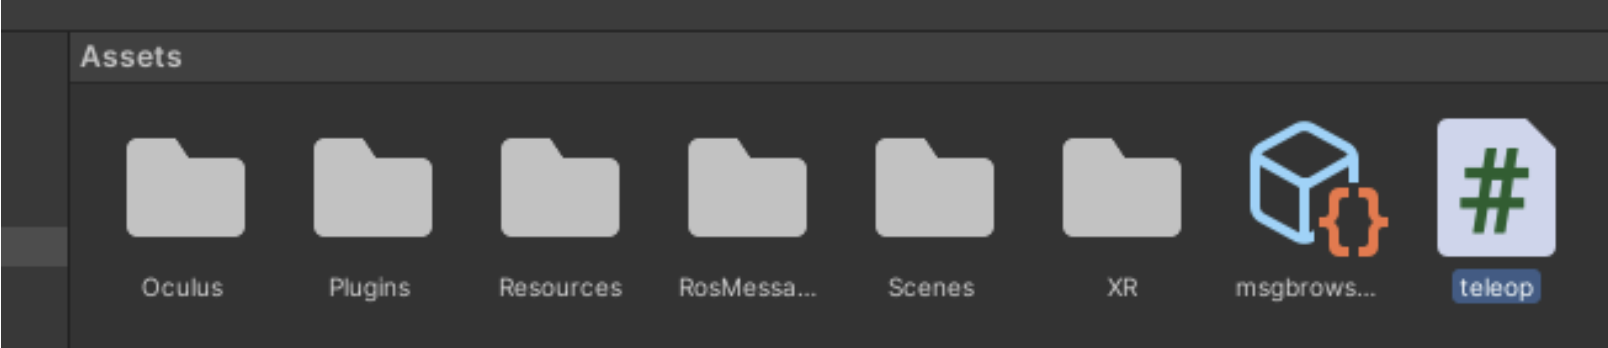 Assets
Oculus
Plugins
Resources
RosMessa...
Scenes
XR
msgbrows...
teleop